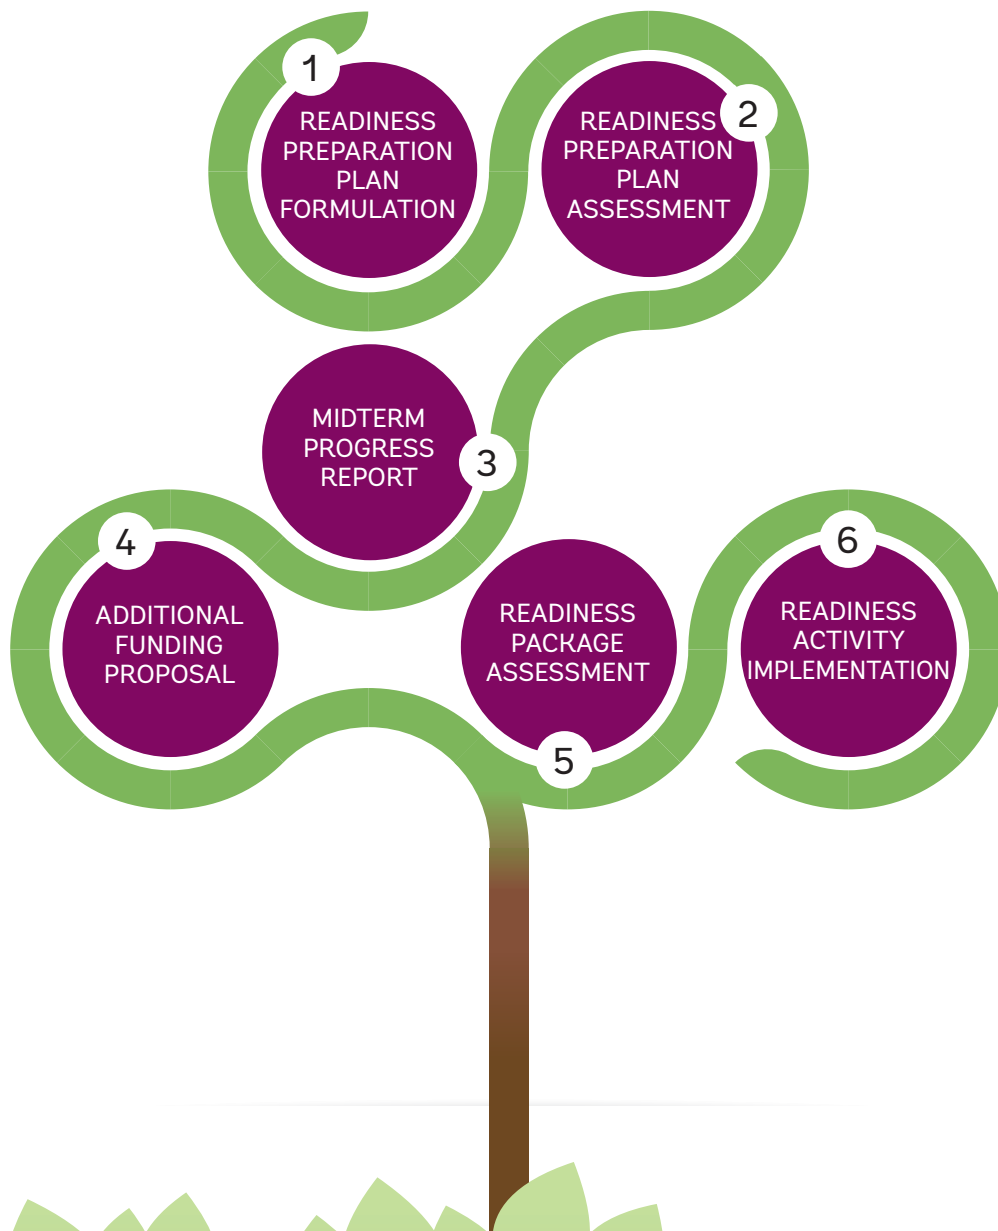 1
READINESS
PREPARATION
PLAN
FORMULATION
2
READINESS
PREPARATION
PLAN
ASSESSMENT
3
MIDTERM
PROGRESS
REPORT
4
ADDITIONAL
FUNDING
PROPOSAL
5
READINESS
PACKAGE
ASSESSMENT
6
READINESS
ACTIVITY
IMPLEMENTATION